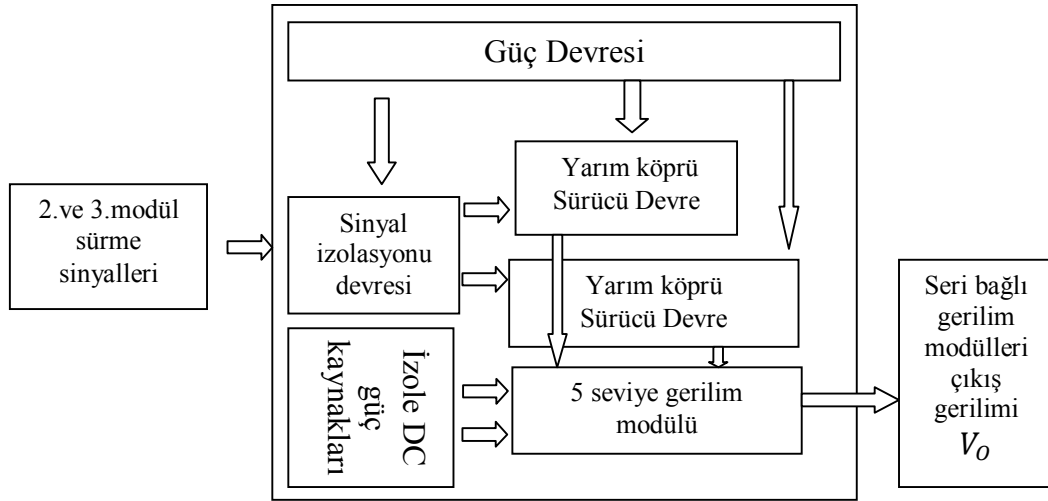 Güç Devresi
2.ve 3.modül
sürme
sinyalleri
Sinyal
izolasyonu
devresi
Yarım köprü
Sürücü Devre
Yarım köprü
Sürücü Devre
İzole DC
güç
kaynakları
5 seviye gerilim
modülü
Seri bağlı
gerilim
modülleri
çıkış
gerilimi
V_O